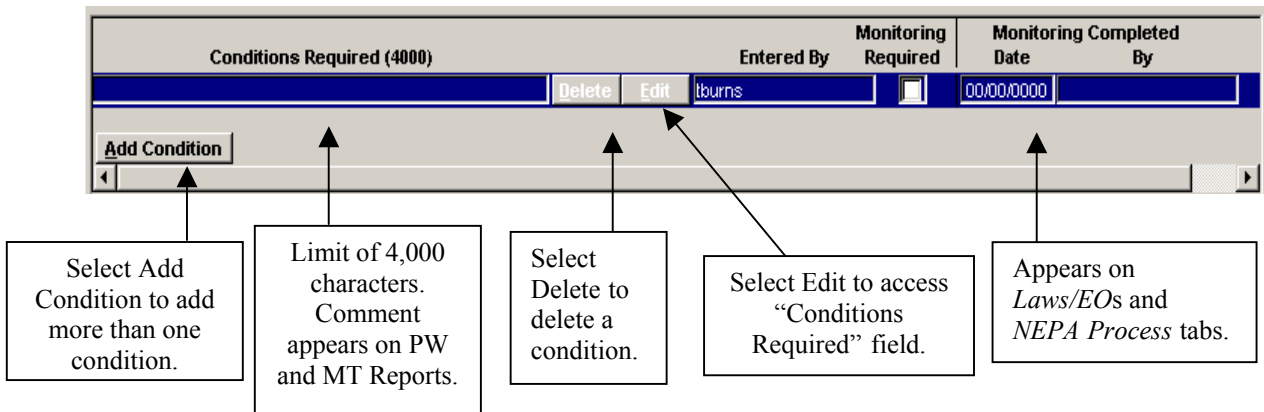 Monitoring Monitoring Completed
Conditions Required (4000) Entered By Required Date By
Delete Edit tburns 00/00/0000
Add Condition
Select Add
Condition to add
more than one
condition.
Limit of 4,000
characters.
Comment
appears on PW
and MT Reports.
Select
Delete to
delete a
condition.
Select Edit to access
“Conditions
Required” field.
Appears on
Laws/EOs and
NEPA Process tabs.